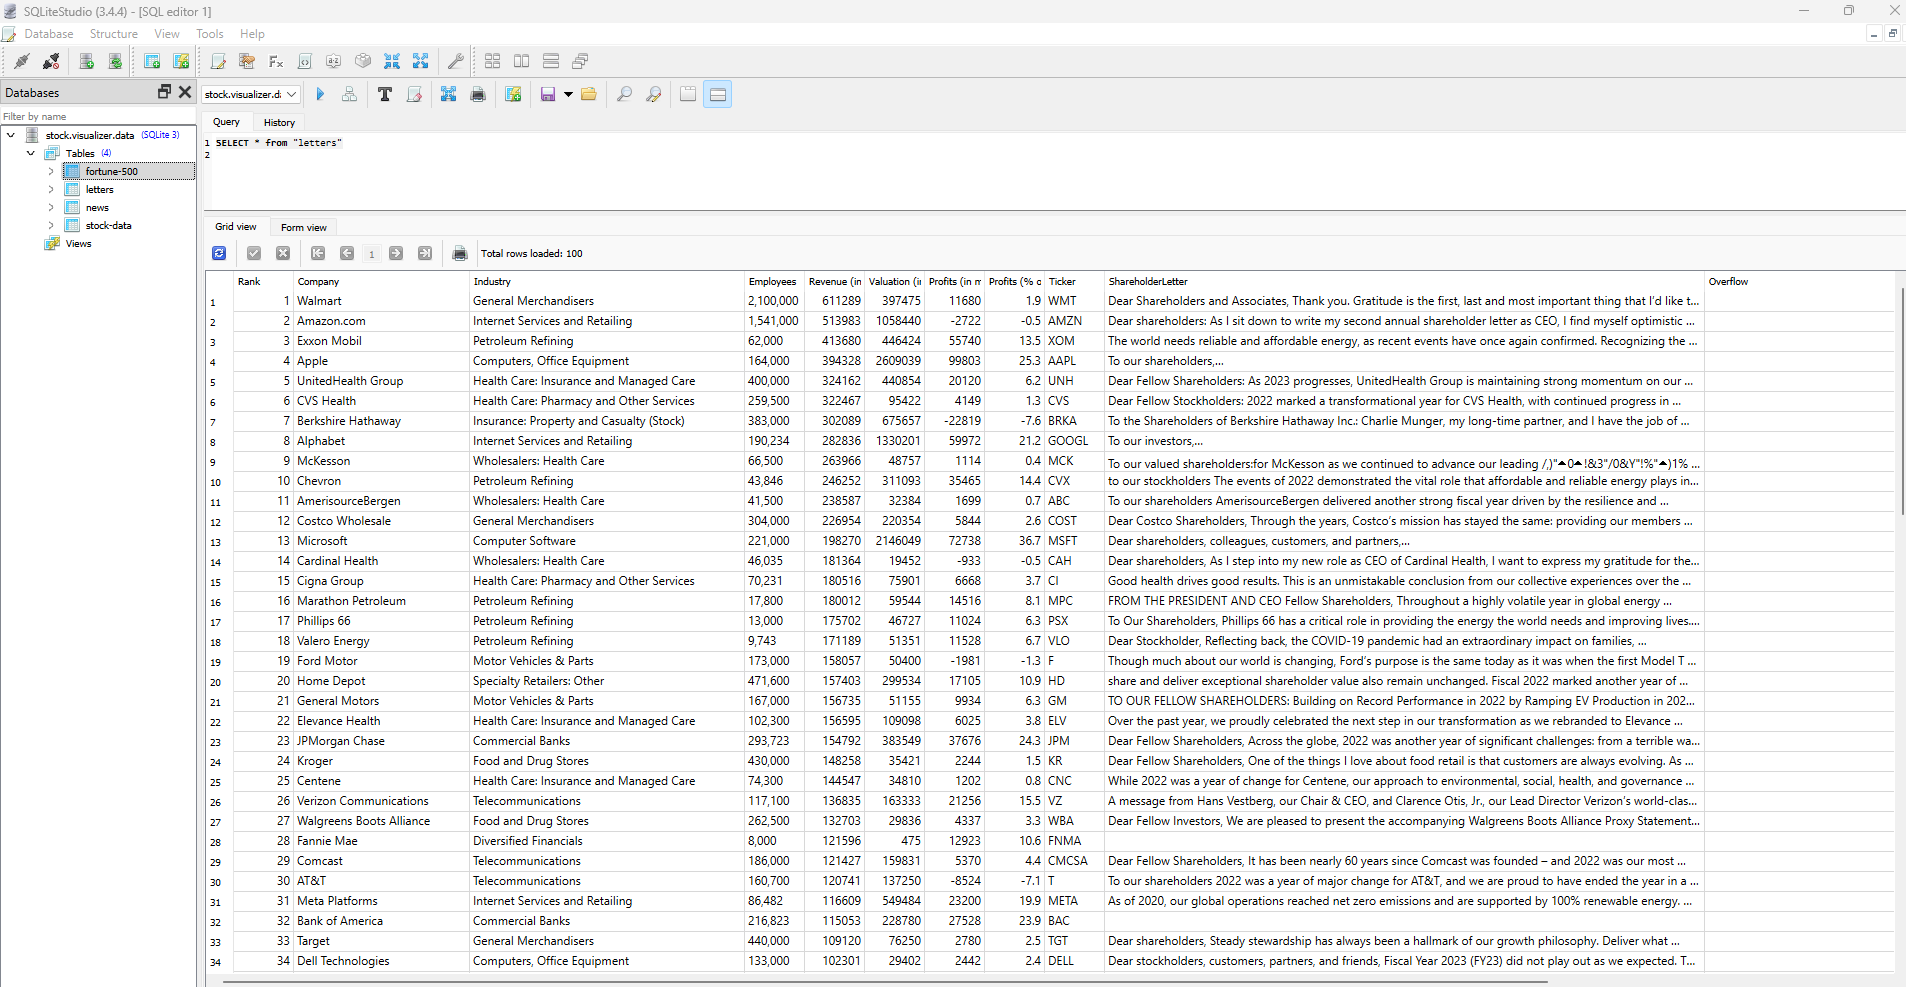 SQLiteStudio (3.4.4) - [SQL editor 1]
Database Structure View Tools Help
Databases
stock.visualizer.d
Filter by name
Query History
stock.visualizer.data (SQLite 3)
1 SELECT * from "letters"
2
Tables (4)
fortune-500
letters
news
stock-data
Views
Grid view Form view
1 Total rows loaded: 100
Rank Company Industry Employees Revenue (in Valuation (i Profits (in m Profits (% o Ticker ShareholderLetter Overflow
1 1 Walmart General Merchandisers 2,100,000 611289 397475 11680 1.9 WMT Dear Shareholders and Associates, Thank you. Gratitude is the first, last and most important thing that I'd like t...
2 2 Amazon.com Internet Services and Retailing 1,541,000 513983 1058440 -2722 -0.5 AMZN Dear shareholders: As I sit down to write my second annual shareholder letter as CEO, I find myself optimistic ...
3 3 Exxon Mobil Petroleum Refining 62,000 413680 446424 55740 13.5 XOM The world needs reliable and affordable energy, as recent events have once again confirmed. Recognizing the ...
4 4 Apple Computers, Office Equipment 164,000 394328 2609039 99803 25.3 AAPL To our shareholders,...
5 5 UnitedHealth Group Health Care: Insurance and Managed Care 400,000 324162 440854 20120 6.2 UNH Dear Fellow Shareholders: As 2023 progresses, UnitedHealth Group is maintaining strong momentum on our ...
6 6 CVS Health Health Care: Pharmacy and Other Services 259,500 322467 95422 4149 1.3 CVS Dear Fellow Stockholders: 2022 marked a transformational year for CVS Health, with continued progress in ...
7 7 Berkshire Hathaway Insurance: Property and Casualty (Stock) 383,000 302089 675657 -22819 -7.6 BRKA To the Shareholders of Berkshire Hathaway Inc.: Charlie Munger, my long-time partner, and I have the job of ...
8 8 Alphabet Internet Services and Retailing 190,234 282836 1330201 59972 21.2 GOOGL To our investors,...
9 9 McKesson Wholesalers: Health Care 66,500 263966 48757 1114 0.4 MCK To our valued shareholders:for McKesson as we continued to advance our leading
10 10 Chevron Petroleum Refining 43,846 246252 311093 35465 14.4 CVX to our stockholders The events of 2022 demonstrated the vital role that affordable and reliable energy plays in...
11 11 AmerisourceBergen Wholesalers: Health Care 41,500 238587 32384 1699 0.7 ABC To our shareholders AmerisourceBergen delivered another strong fiscal year driven by the resilience and ...
12 12 Costco Wholesale General Merchandisers 304,000 226954 220354 5844 2.6 COST Dear Costco Shareholders, Through the years, Costco's mission has stayed the same: providing our members ...
13 13 Microsoft Computer Software 221,000 198270 2146049 72738 36.7 MSFT Dear shareholders, colleagues, customers, and partners,...
14 14 Cardinal Health Wholesalers: Health Care 46,035 181364 19452 -933 -0.5 CAH Dear shareholders, As I step into my new role as CEO of Cardinal Health, I want to express my gratitude for the...
15 15 Cigna Group Health Care: Pharmacy and Other Services 70,231 180516 75901 6668 3.7 CI Good health drives good results. This is an unmistakable conclusion from our collective experiences over the ...
16 16 Marathon Petroleum Petroleum Refining 17,800 180012 59544 14516 8.1 MPC FROM THE PRESIDENT AND CEO Fellow Shareholders, Throughout a highly volatile year in global energy ...
17 17 Phillips 66 Petroleum Refining 13,000 175702 46727 11024 6.3 PSX To Our Shareholders, Phillips 66 has a critical role in providing the energy the world needs and improving lives....
18 18 Valero Energy Petroleum Refining 9,743 171189 51351 11528 6.7 VLO Dear Stockholder, Reflecting back, the COVID-19 pandemic had an extraordinary impact on families, ...
19 19 Ford Motor Motor Vehicles & Parts 173,000 158057 50400 -1981 -1.3 F Though much about our world is changing, Ford's purpose is the same today as it was when the first Model T ...
20 20 Home Depot Specialty Retailers: Other 471,600 157403 299534 17105 10.9 HD share and deliver exceptional shareholder value also remain unchanged. Fiscal 2022 marked another year of ...
21 21 General Motors Motor Vehicles & Parts 167,000 156735 51155 9934 6.3 GM TO OUR FELLOW SHAREHOLDERS: Building on Record Performance in 2022 by Ramping EV Production in 202...
22 22 Elevance Health Health Care: Insurance and Managed Care 102,300 156595 109098 6025 3.8 ELV Over the past year, we proudly celebrated the next step in our transformation as we rebranded to Elevance ...
23 23 JPMorgan Chase Commercial Banks 293,723 154792 383549 37676 24.3 JPM Dear Fellow Shareholders, Across the globe, 2022 was another year of significant challenges: from a terrible wa...
24 24 Kroger Food and Drug Stores 430,000 148258 35421 2244 1.5 KR Dear Fellow Shareholders, One of the things I love about food retail is that customers are always evolving. As ...
25 25 Centene Health Care: Insurance and Managed Care 74,300 144547 34810 1202 0.8 CNC While 2022 was a year of change for Centene, our approach to environmental, social, health, and governance ...
26 26 Verizon Communications Telecommunications 117,100 136835 163333 21256 15.5 VZ A message from Hans Vestberg, our Chair & CEO, and Clarence Otis, Jr., our Lead Director Verizon's world-clas...
27 27 Walgreens Boots Alliance Food and Drug Stores 262,500 132703 29836 4337 3.3 WBA Dear Fellow Investors, We are pleased to present the accompanying Walgreens Boots Alliance Proxy Statement...
28 28 Fannie Mae Diversified Financials 8,000 121596 475 12923 10.6 FNMA
29 29 Comcast Telecommunications 186,000 121427 159831 5370 4.4 CMCSA Dear Fellow Shareholders, It has been nearly 60 years since Comcast was founded – and 2022 was our most ...
30 30 AT&T Telecommunications 160,700 120741 137250 -8524 -7.1 T To our shareholders 2022 was a year of major change for AT&T, and we are proud to have ended the year in a ...
31 31 Meta Platforms Internet Services and Retailing 86,482 116609 549484 23200 19.9 META As of 2020, our global operations reached net zero emissions and are supported by 100% renewable energy. ...
32 32 Bank of America Commercial Banks 216,823 115053 228780 27528 23.9 BAC
33 33 Target General Merchandisers 440,000 109120 76250 2780 2.5 TGT Dear shareholders, Steady stewardship has always been a hallmark of our growth philosophy. Deliver what ...
34 34 Dell Technologies Computers, Office Equipment 133,000 102301 29402 2442 2.4 DELL Dear stockholders, customers, partners, and friends, Fiscal Year 2023 (FY23) did not play out as we expected. T...